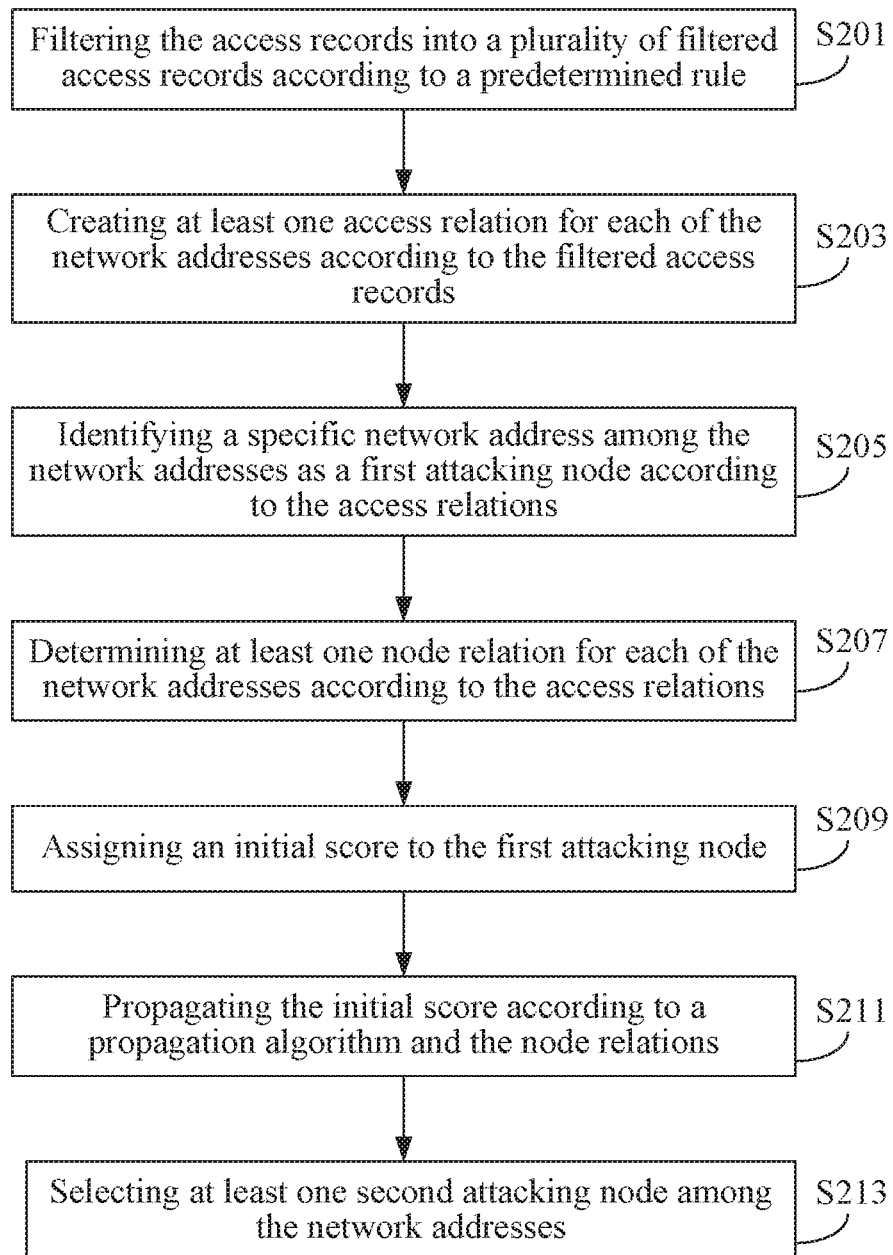 Filtering the access records into a plurality of filtered
access records according to a predetermined rule
S201
Creating at least one access relation for each of the
network addresses according to the filtered access
records
S203
Identifying a specific network address among the
network addresses as a first attacking node according
to the access relations
S205
Determining at least one node relation for each of the
network addresses according to the access relations
S207
Assigning an initial score to the first attacking node
S209
Propagating the initial score according to a
propagation algorithm and the node relations
S211
Selecting at least one second attacking node among
the network addresses
S213